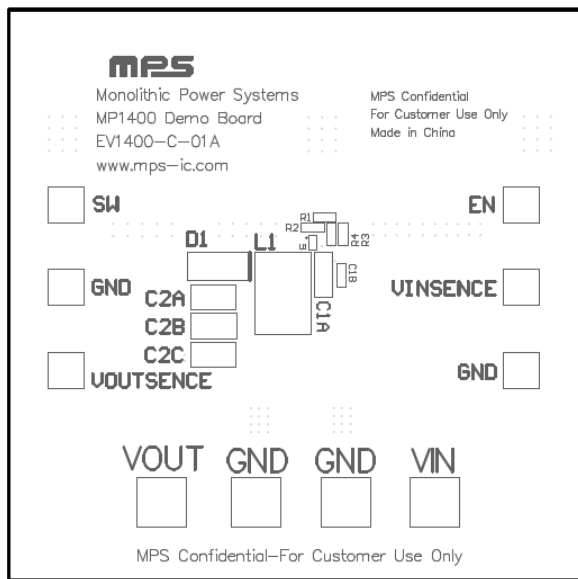 mps
Monolithic Power Systems
MP1400 Demo Board
EV1400-C-01A
www.mps-ic.com
MPS Confidential
For Customer Use Only
Made in China
SW
EN
R1
R2
R4
R3
D1
L1
C1B
GND
VINSENCE
C2A
C1A
C2B
C2C
VOUTSENCE
GND
VOUT
GND
GND
VIN
MPS Confidential-For Customer Use Only